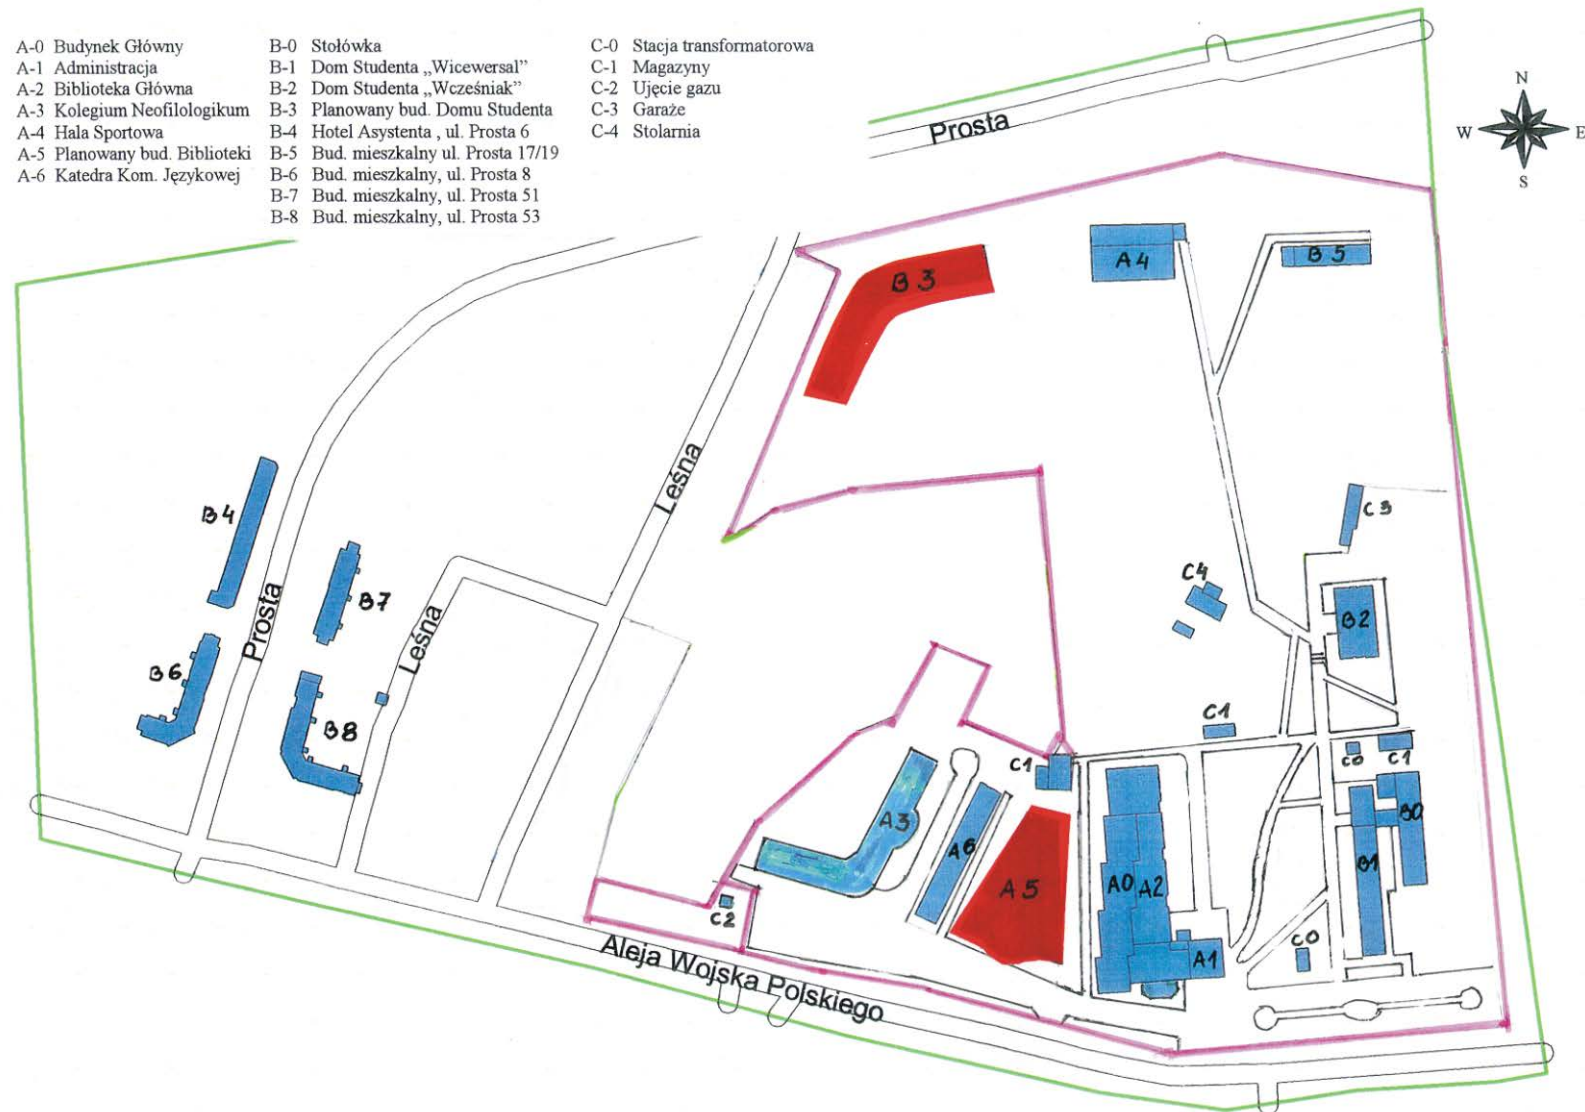 A-0 Budynek Główny
A-1 Administracja
A-2 Biblioteka Główna
A-3 Kolegium Neofilologikum
A-4 Hala Sportowa
A-5 Planowany bud. Biblioteki
A-6 Katedra Kom. Językowej
B-0 Stołówka
B-1 Dom Studenta „Wicewersal”
B-2 Dom Studenta „Wcześniak”
B-3 Planowany bud. Domu Studenta
B-4 Hotel Asystenta , ul. Prosta 6
B-5 Bud. mieszkalny ul. Prosta 17/19
B-6 Bud. mieszkalny, ul. Prosta 8
B-7 Bud. mieszkalny, ul. Prosta 51
B-8 Bud. mieszkalny, ul. Prosta 53
C-0 Stacja transformatorowa
C-1 Magazyny
C-2 Ujęcie gazu
C-3 Garaże
C-4 Stolarnia
N
W E
S
Prosta
B 3
A 4
B 5
Leśna
B4
C 3
C4
Prosta
B7
Leśna
B2
B6
B8
C1
C1
C0
C1
A3
A6
A5
A0
A2
B0
B1
C2
C0
A1
Aleja Wojska Polskiego